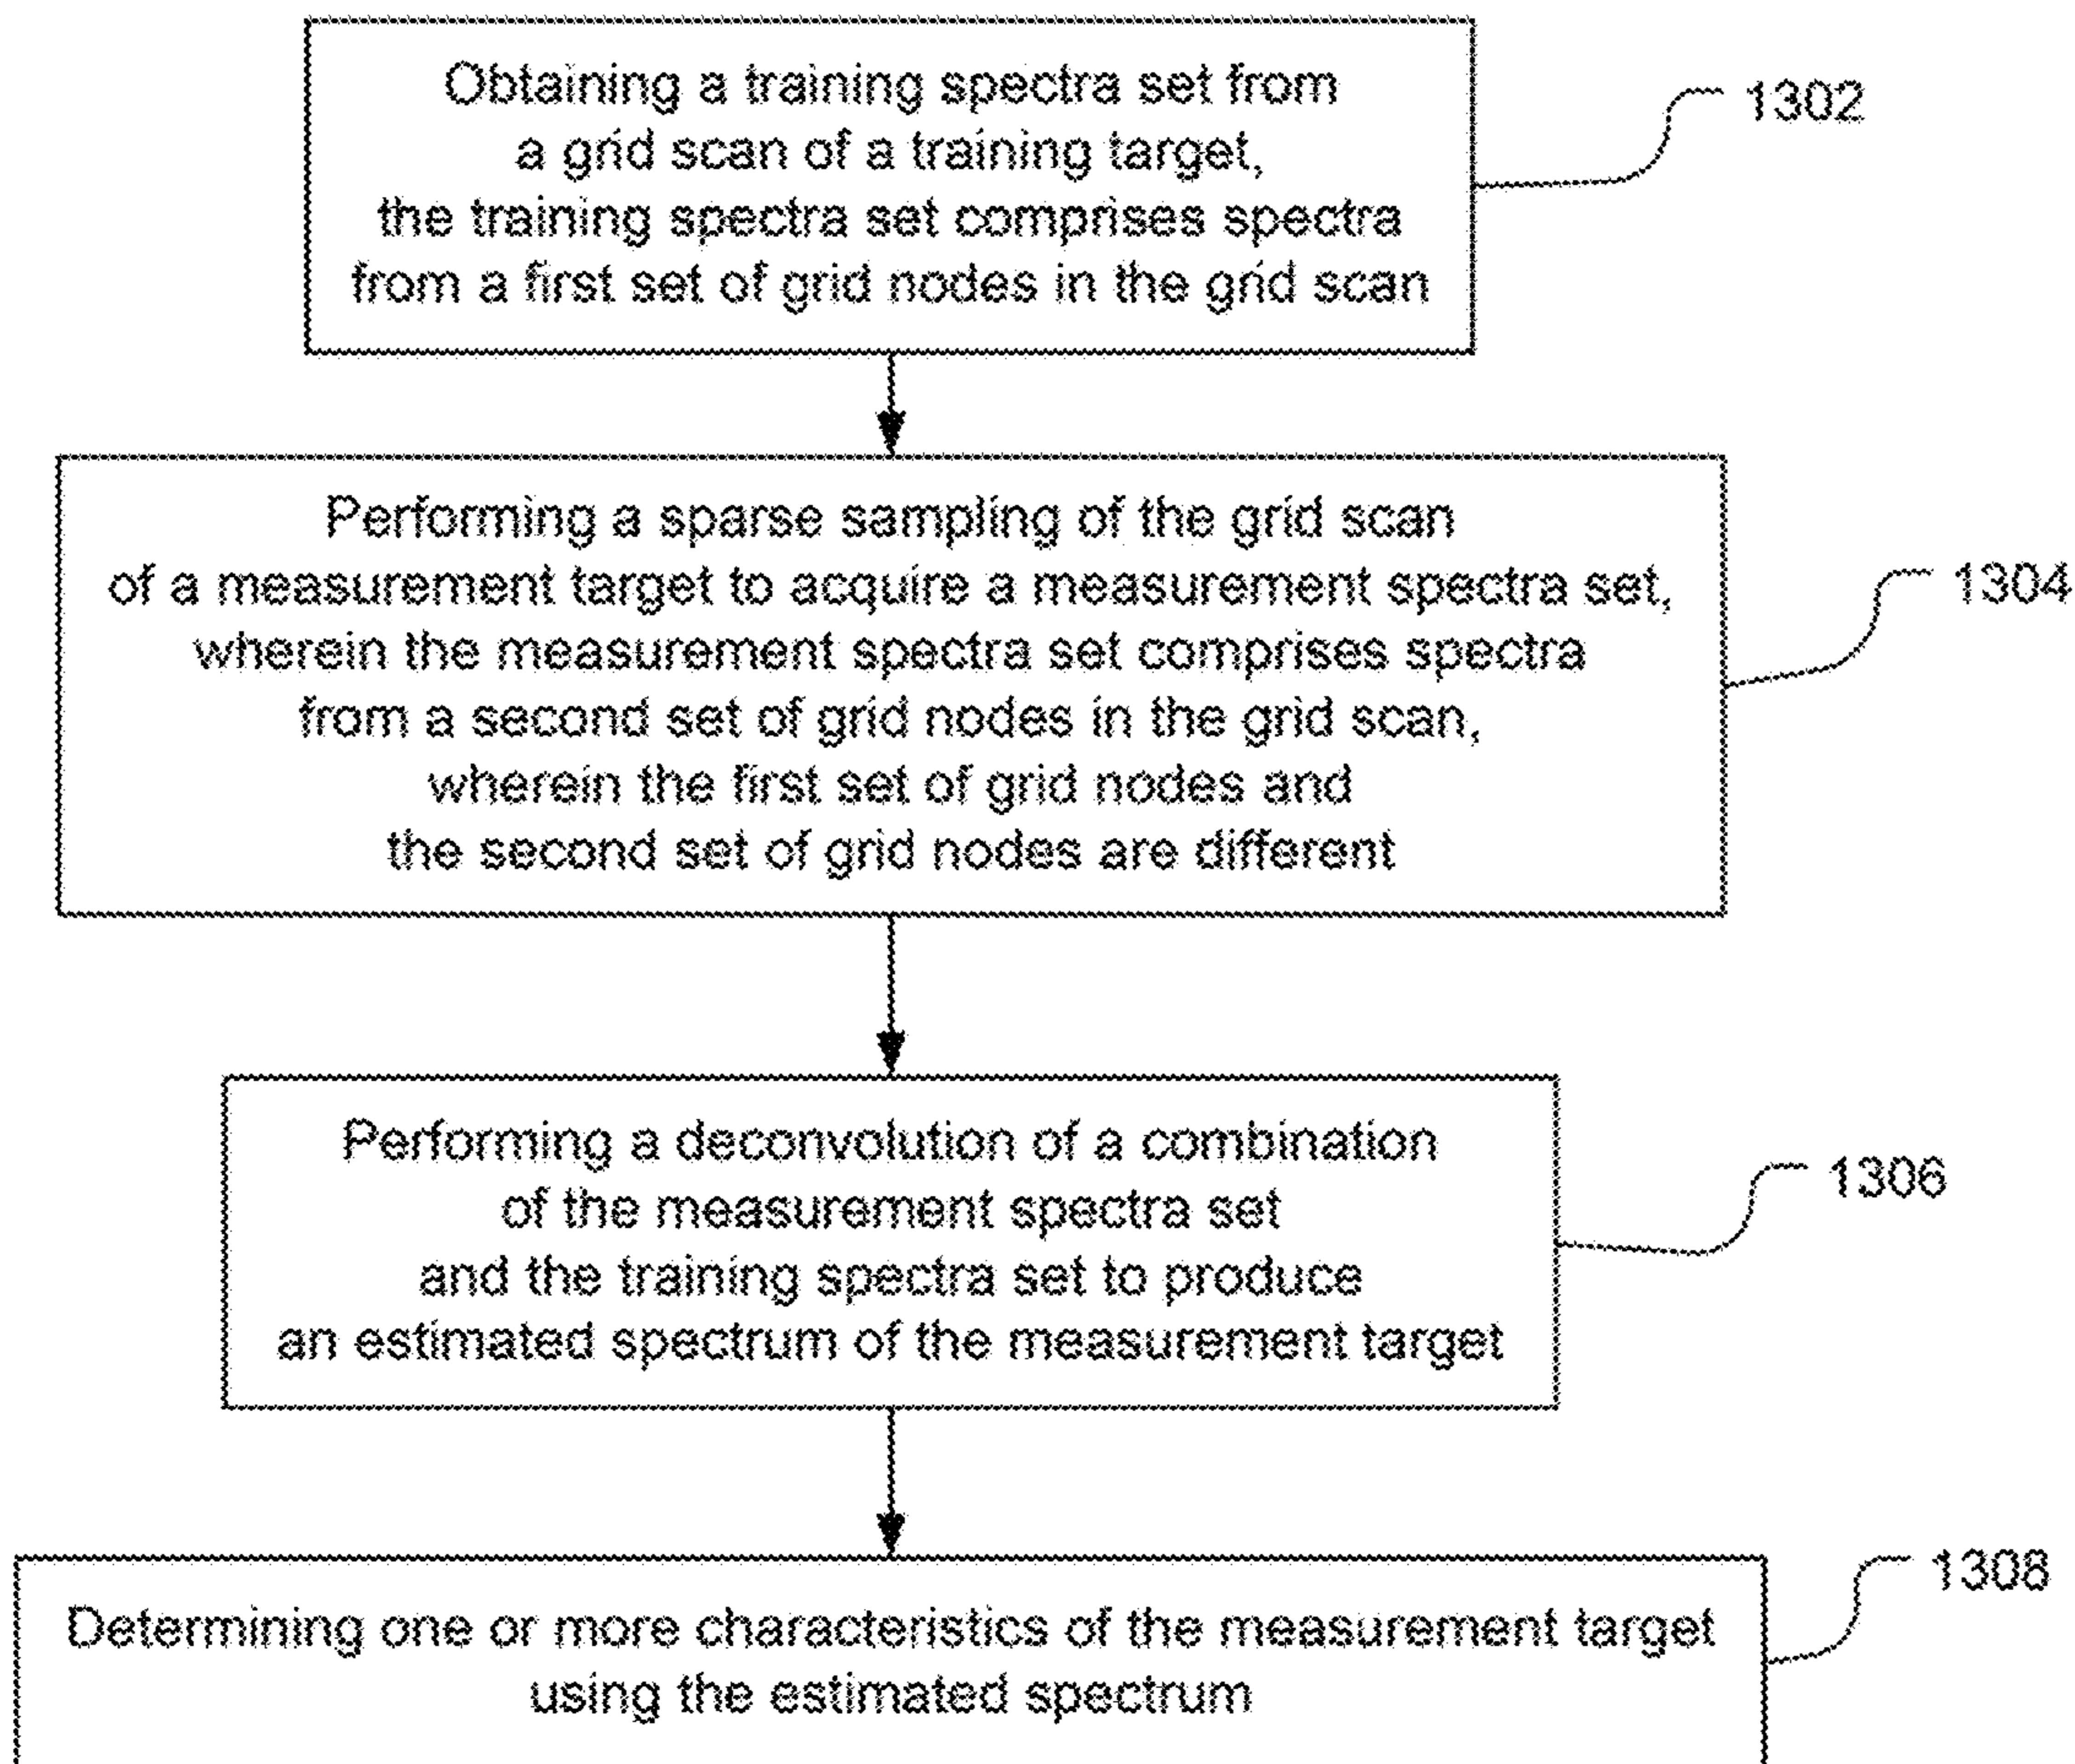 Obtaining a training spectra set from
a grid scan of a training target,
the training spectra set comprises spectra
from a first set of grid nodes in the grid scan
1302
Performing a sparse sampling of the grid scan
of a measurement target to acquire a measurement spectra set,
wherein the measurement spectra set comprises spectra
from a second set of grid nodes in the grid scan,
wherein the first set of grid nodes and
the second set of grid nodes are different
1304
Performing a deconvolution of a combination
of the measurement spectra set
and the training spectra set to produce
an estimated spectrum of the measurement target
1306
Determining one or more characteristics of the measurement target
using the estimated spectrum
1308